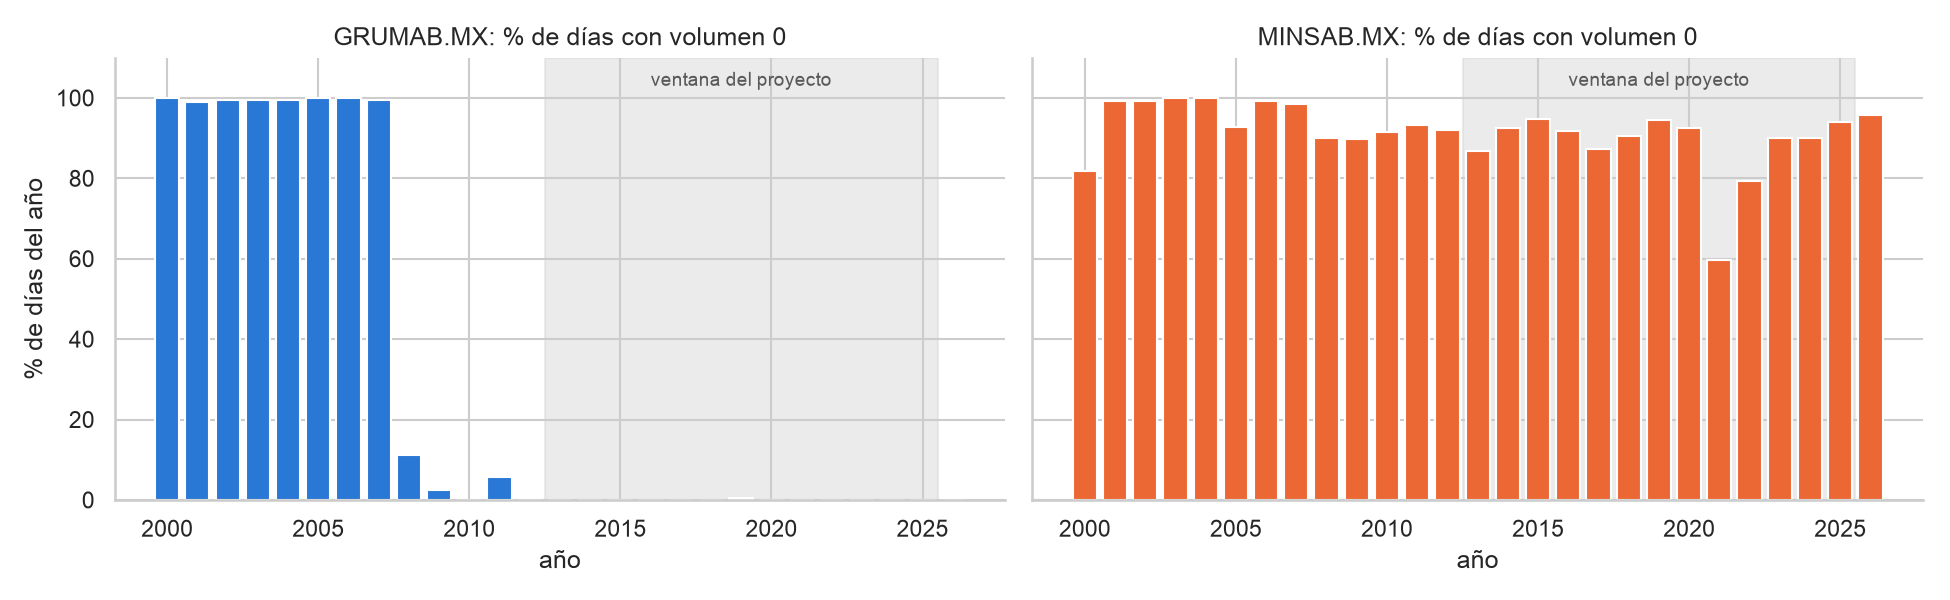 GRUMAB.MX: % de días con volumen 0
ventana del proyecto
% de días del año
100
80
60
40
20
0
2000 2005 2010 2015 2020 2025
año
MINSAB.MX: % de días con volumen 0
ventana del proyecto
2000 2005 2010 2015 2020 2025
año